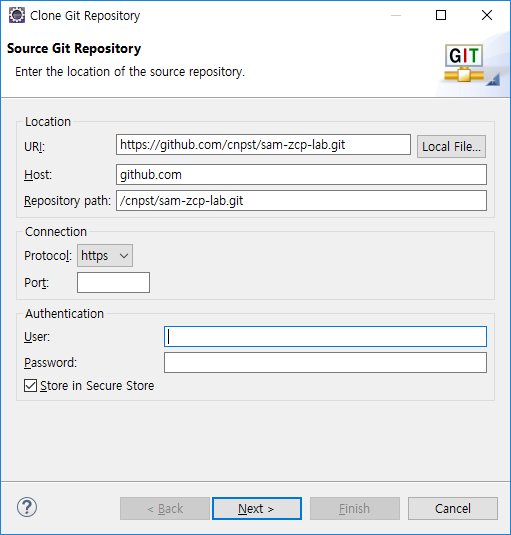 Clone Git Repository
Source Git Repository
Enter the location of the source repository.
GIT
Location
URI: https://github.com/cnpst/sam-zcp-lab.git Local File...
Host: github.com
Repository path: /cnpst/sam-zcp-lab.git
Connection
Protocol: https
Port:
Authentication
User:
Password:
Store in Secure Store
? < Back Next > Finish Cancel